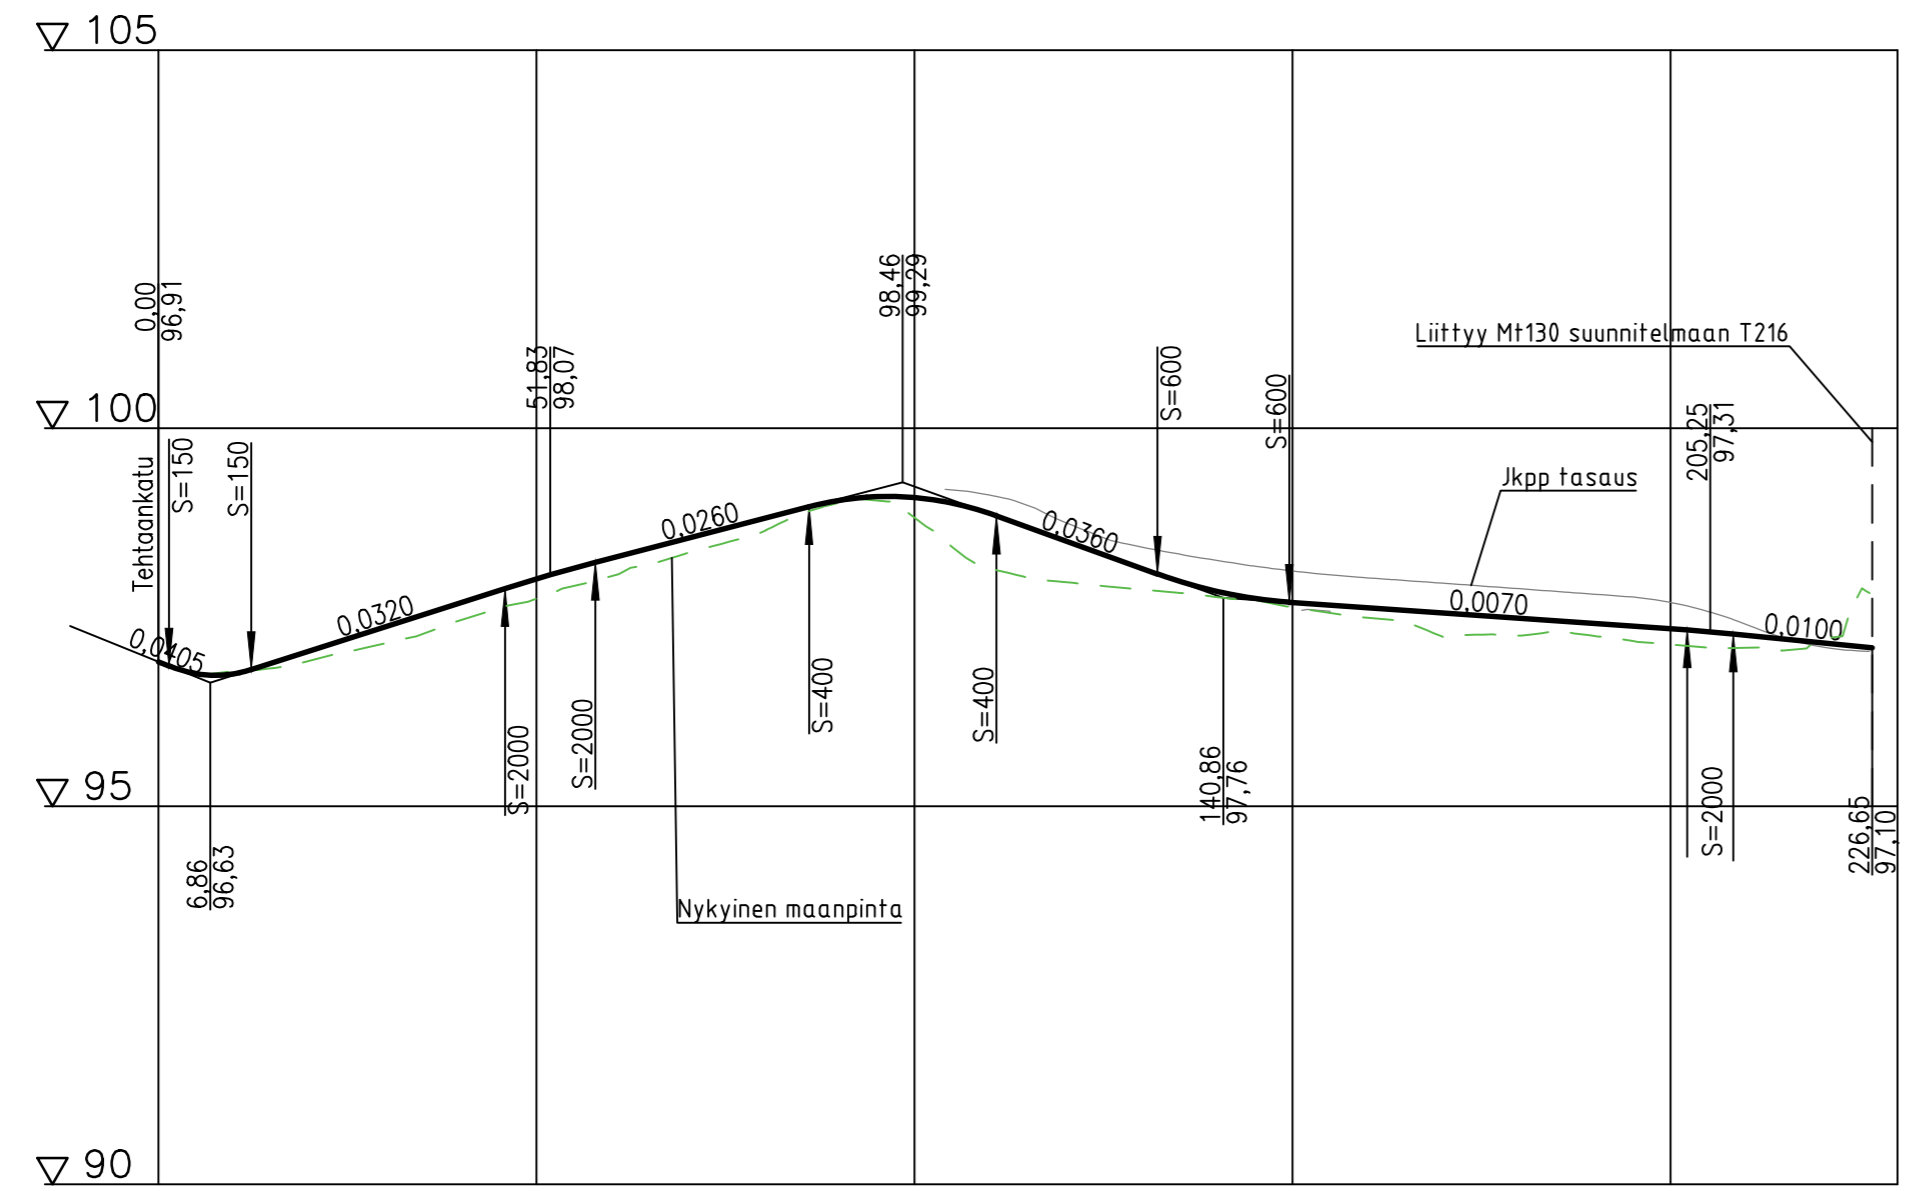 105
100
95
90
0,00
96,91
Tehtaankatu
S=150
S=150
0,0405
6,86
96,63
0,0320
51,83
98,07
S=2000
S=2000
0,0260
Nykyinen maanpinta
S=400
98,46
99,29
S=400
0,0360
S=600
140,86
97,76
S=600
Jkpp tasaus
0,0070
205,25
97,31
S=2000
0,0100
Liittyy Mt130 suunnitelmaan T216
226,65
97,10